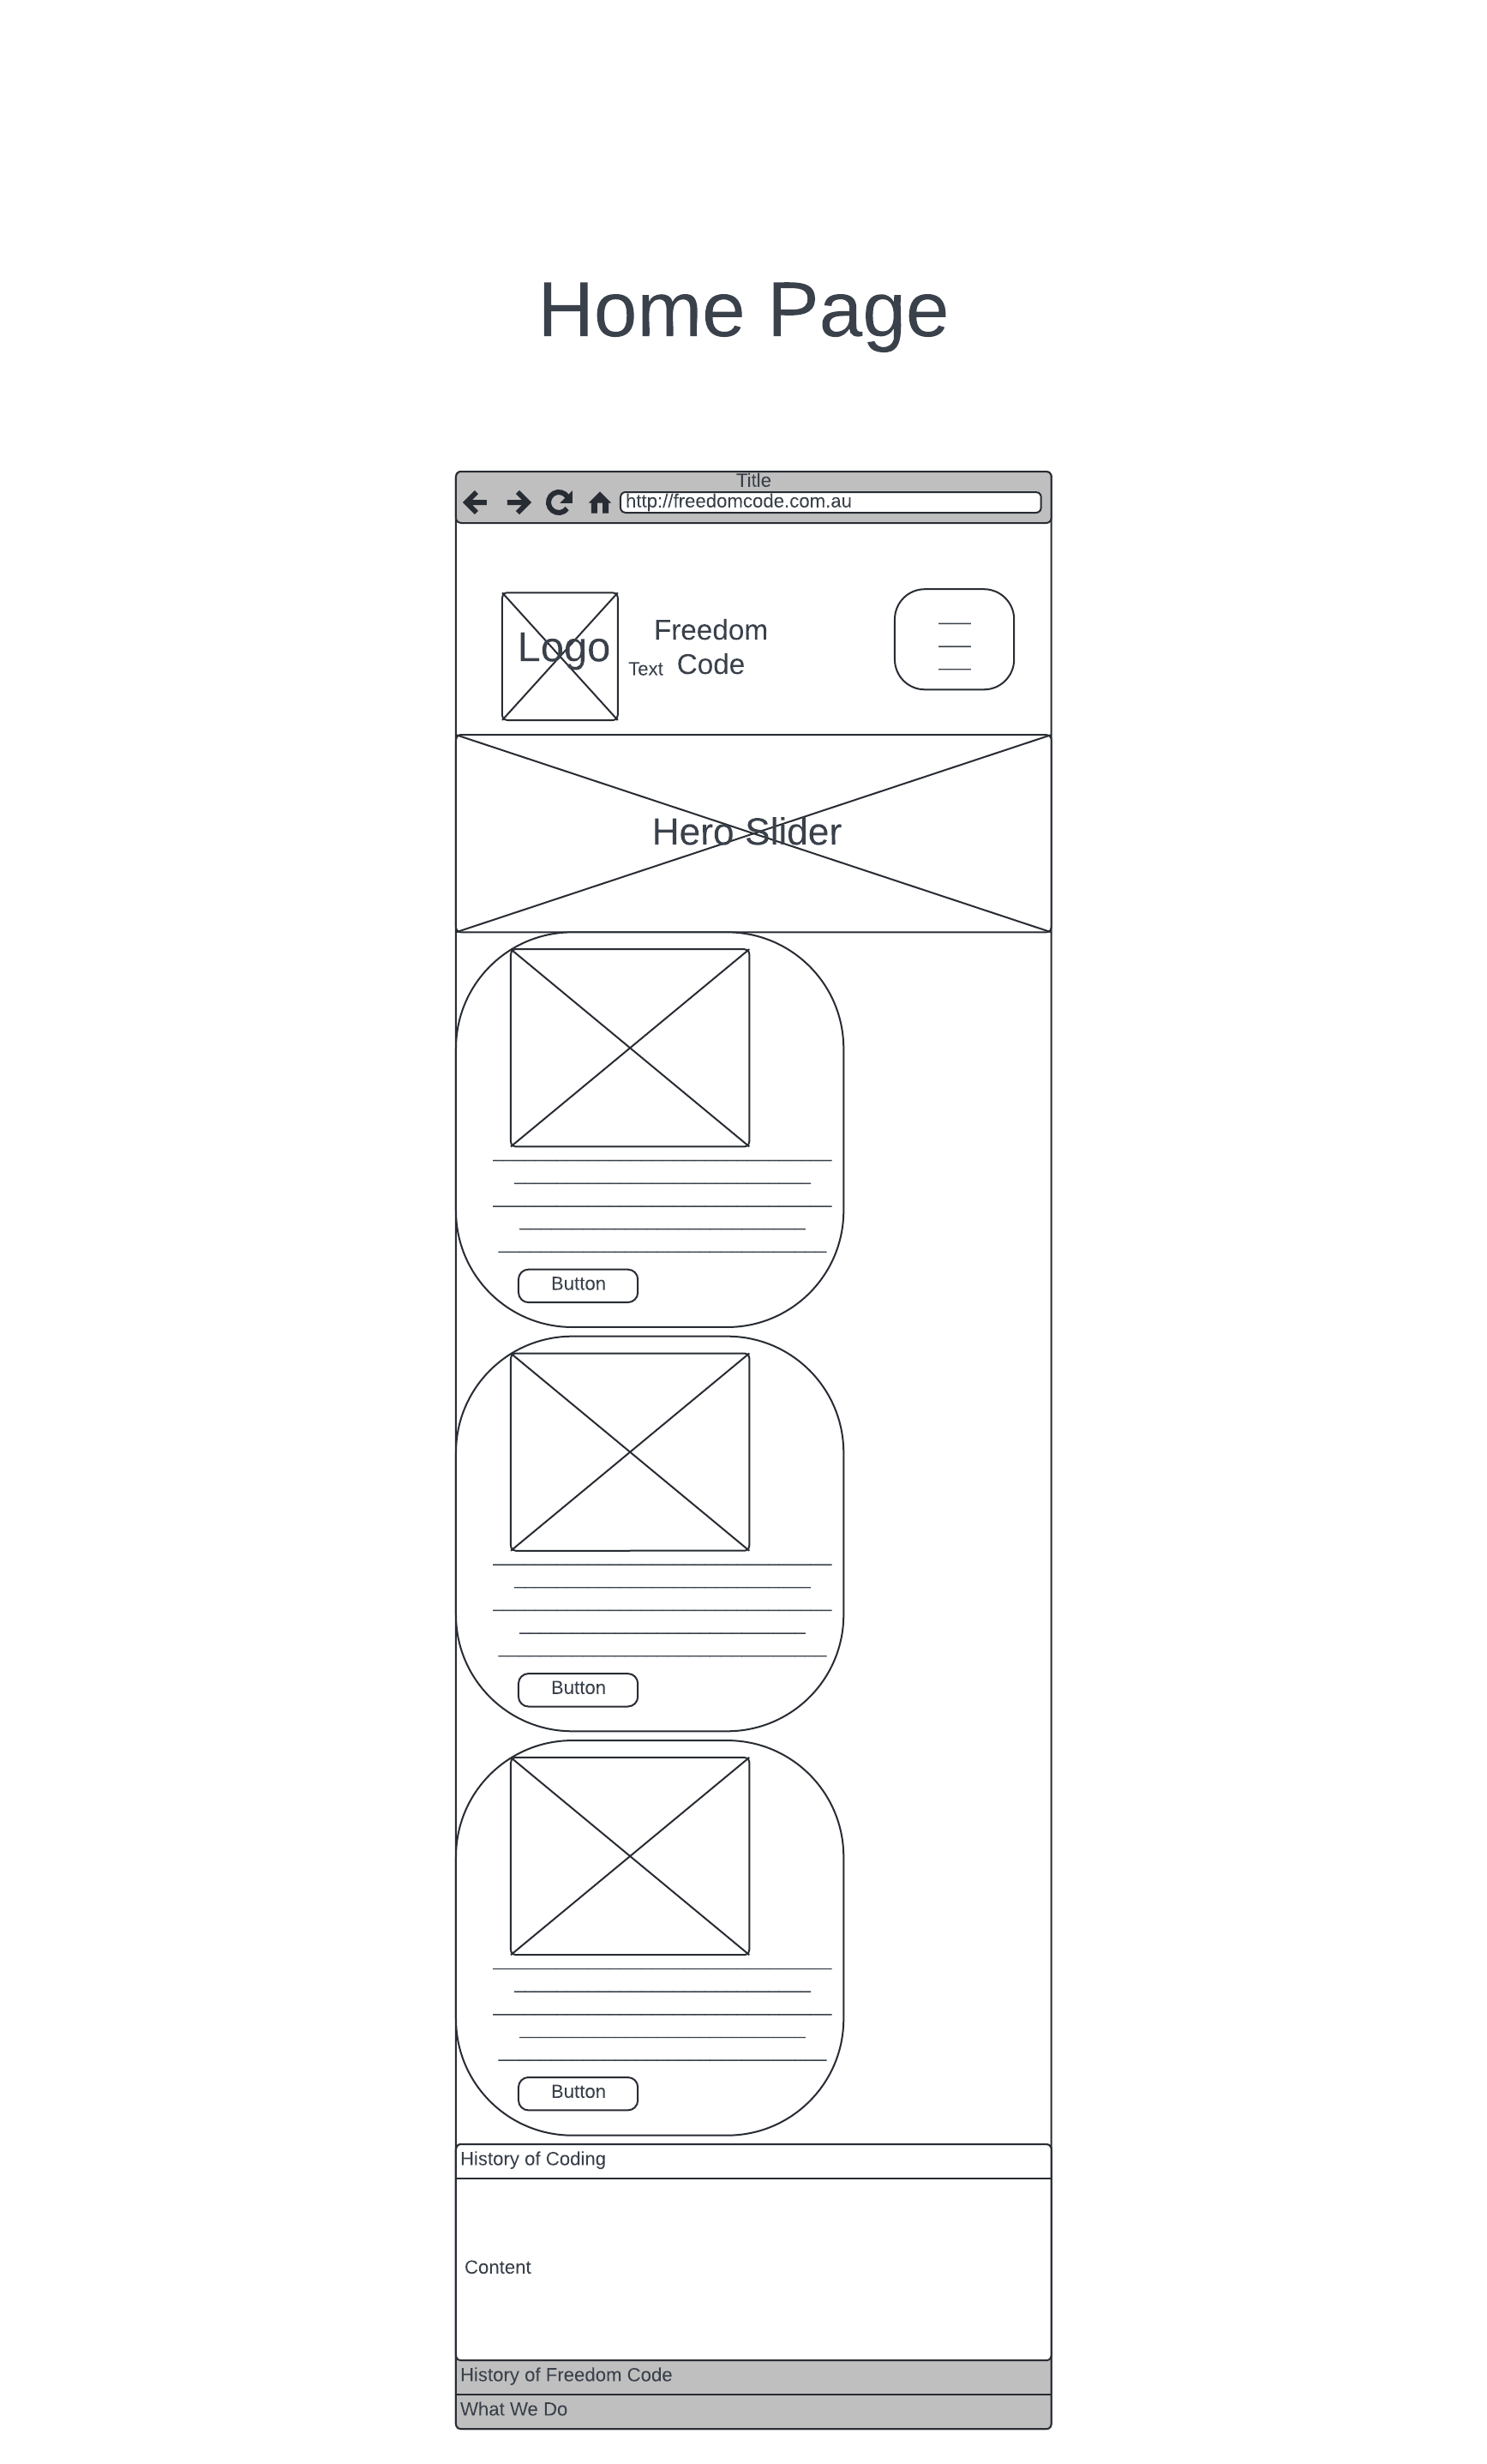 Home Page
Title
http://freedomcode.com.au
Logo
Freedom
Text Code
Hero Slider
Button
Button
Button
History of Coding
Content
History of Freedom Code
What We Do